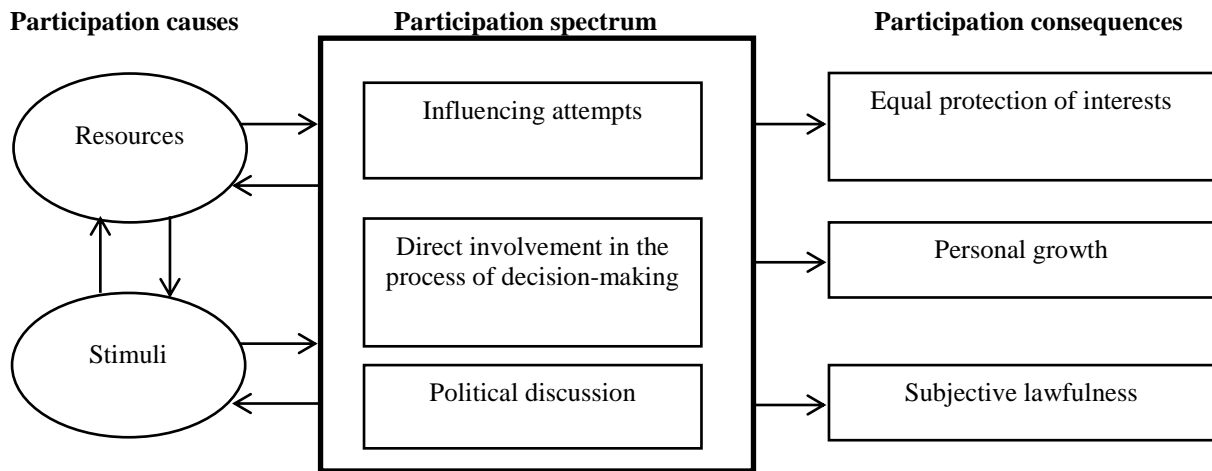 Participation causes
Participation spectrum
Participation consequences
Resources
Stimuli
Influencing attempts
Direct involvement in the
process of decision-making
Political discussion
Equal protection of interests
Personal growth
Subjective lawfulness